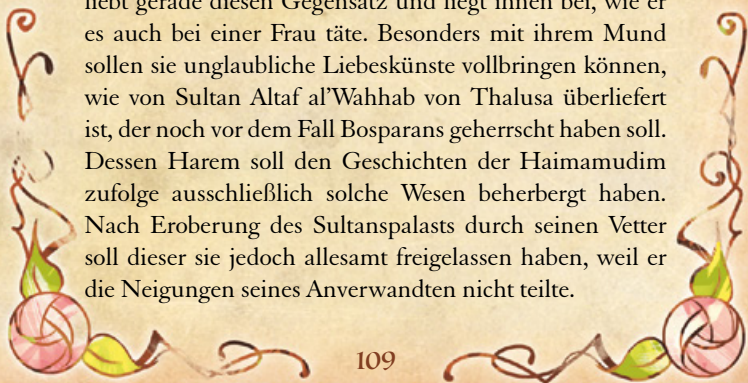 liebt gerade diesen Gegensatz und liegt ihnen bei, wie er
es auch bei einer Frau täte. Besonders mit ihrem Mund
sollen sie unglaubliche Liebeskünste vollbringen können,
wie von Sultan Altaf al’Wahhab von Thalusa überliefert
ist, der noch vor dem Fall Bosparans geherrscht haben soll.
Dessen Harem soll den Geschichten der Haimamudim
zufolge ausschließlich solche Wesen beherbergt haben.
Nach Eroberung des Sultanspalasts durch seinen Vetter
soll dieser sie jedoch allesamt freigelassen haben, weil er
die Neigungen seines Anverwandten nicht teilte.
109